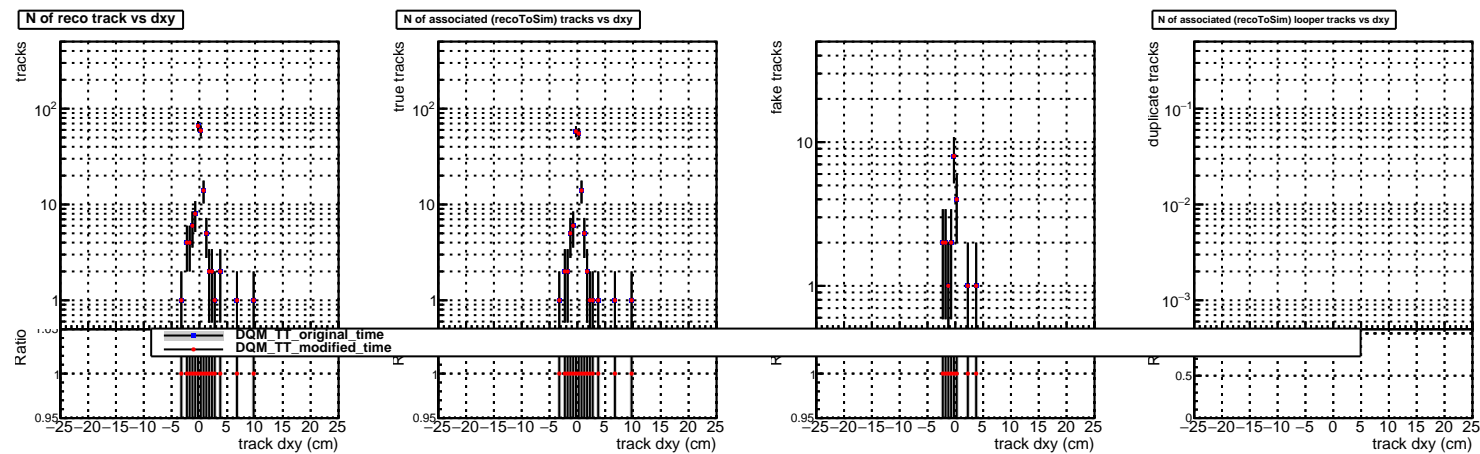 N of reco track vs dxy
N of associated (recoToSim) tracks vs dxy
N of associated (recoToSim) looper tracks vs dxy
tracks
10²
10
1
true tracks
10²
10
1
fake tracks
10
1
duplicate tracks
10⁻¹
10⁻²
10⁻³
DQM_TT_original_time
DQM_TT_modified_time
Ratio
1
0.95
1
0.95
1
0.95
0.5
0
−25 −20 −15 −10 −5 0 5 10 15 20 25
track dxy (cm)
−25 −20 −15 −10 −5 0 5 10 15 20 25
track dxy (cm)
−25 −20 −15 −10 −5 0 5 10 15 20 25
track dxy (cm)
−25 −20 −15 −10 −5 0 5 10 15 20 25
track dxy (cm)